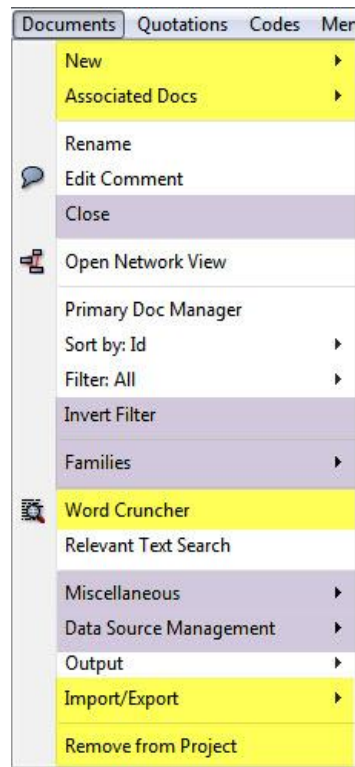 Documents Quotations Codes Mer
New
Associated Docs
Rename
Edit Comment
Close
Open Network View
Primary Doc Manager
Sort by: Id
Filter: All
Invert Filter
Families
Word Cruncher
Relevant Text Search
Miscellaneous
Data Source Management
Output
Import/Export
Remove from Project